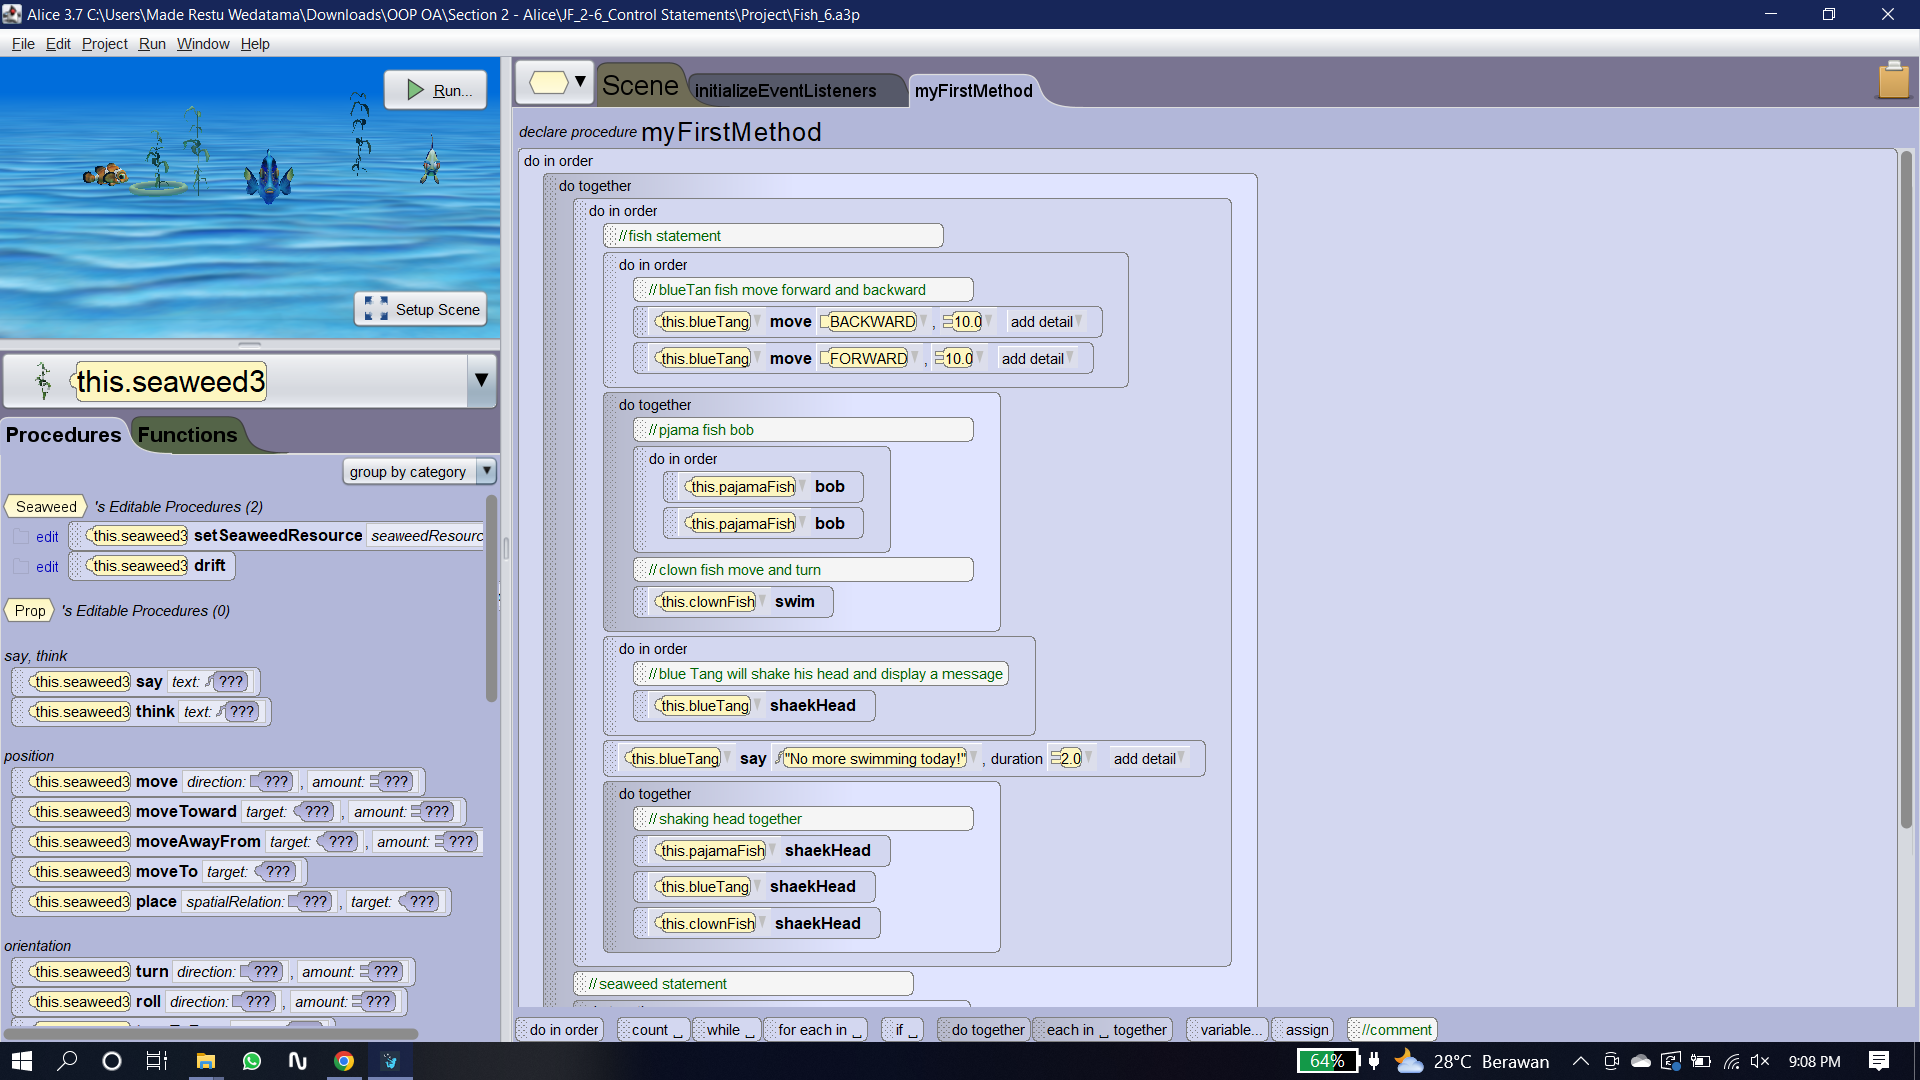 Alice 3.7 C:\Users\Made Restu Wedatama\Downloads\OOP OA\Section 2 - Alice\JF_2-6_Control Statements\Project\Fish_6.a3p
File Edit Project Run Window Help
Run...
Setup Scene
this.seaweed3
Procedures Functions
group by category
Seaweed 's Editable Procedures (2)
edit this.seaweed3 setSeaweedResource seaweedResourc
edit this.seaweed3 drift
Prop 's Editable Procedures (0)
say, think
this.seaweed3 say text: ???
this.seaweed3 think text: ???
position
this.seaweed3 move direction: ??? , amount: ???
this.seaweed3 moveToward target: ??? , amount: ???
this.seaweed3 moveAwayFrom target: ??? , amount: ???
this.seaweed3 moveTo target: ???
this.seaweed3 place spatialRelation: ??? , target: ???
orientation
this.seaweed3 turn direction: ??? , amount: ???
this.seaweed3 roll direction: ??? , amount: ???
Scene initializeEventListeners myFirstMethod
declare procedure myFirstMethod
do in order
do together
do in order
//fish statement
do in order
//blueTan fish move forward and backward
this.blueTang move BACKWARD , 10.0 add detail
this.blueTang move FORWARD , 10.0 add detail
do together
//pjama fish bob
do in order
this.pajamaFish bob
this.pajamaFish bob
//clown fish move and turn
this.clownFish swim
do in order
//blue Tang will shake his head and display a message
this.blueTang shaekHead
this.blueTang say "No more swimming today!" , duration 2.0 add detail
do together
//shaking head together
this.pajamaFish shaekHead
this.blueTang shaekHead
this.clownFish shaekHead
//seaweed statement
do in order count _ while _ for each in _ if _ do together each in _ together variable... assign //comment
64% 28°C Berawan 9:08 PM